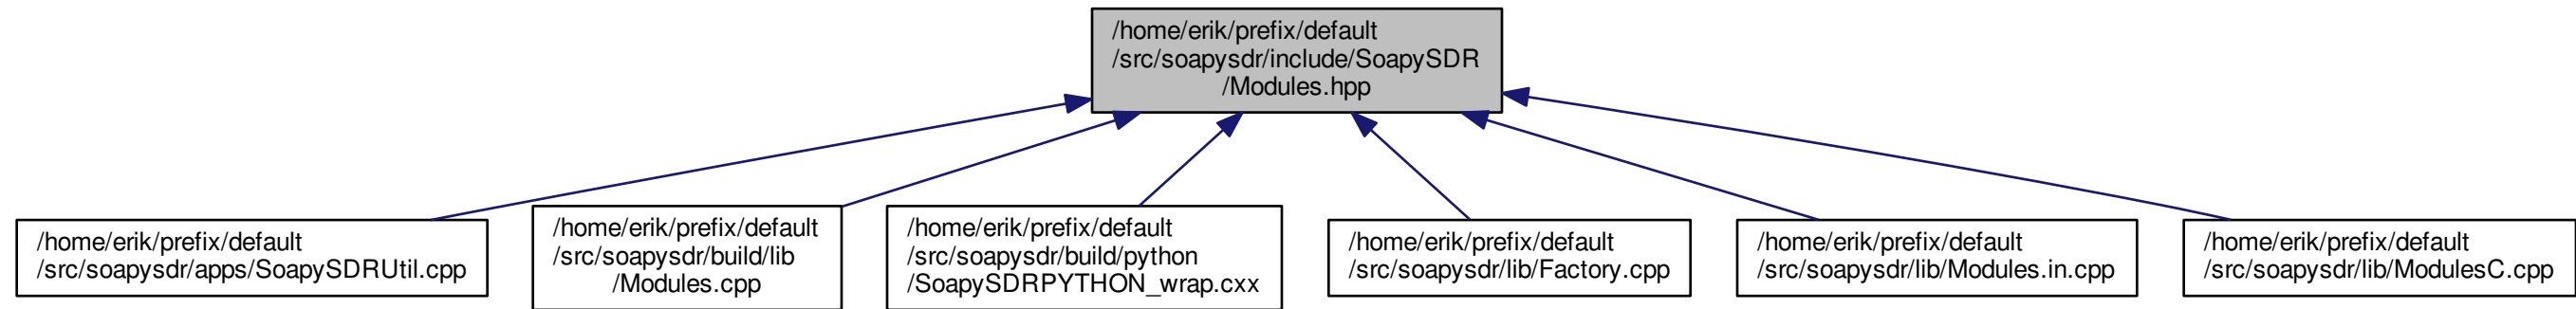 /home/erik/prefix/default
/src/soapysdr/include/SoapySDR
/Modules.hpp
/home/erik/prefix/default
/src/soapysdr/apps/SoapySDRUtil.cpp
/home/erik/prefix/default
/src/soapysdr/build/lib
/Modules.cpp
/home/erik/prefix/default
/src/soapysdr/build/python
/SoapySDRPYTHON_wrap.cxx
/home/erik/prefix/default
/src/soapysdr/lib/Factory.cpp
/home/erik/prefix/default
/src/soapysdr/lib/Modules.in.cpp
/home/erik/prefix/default
/src/soapysdr/lib/ModulesC.cpp